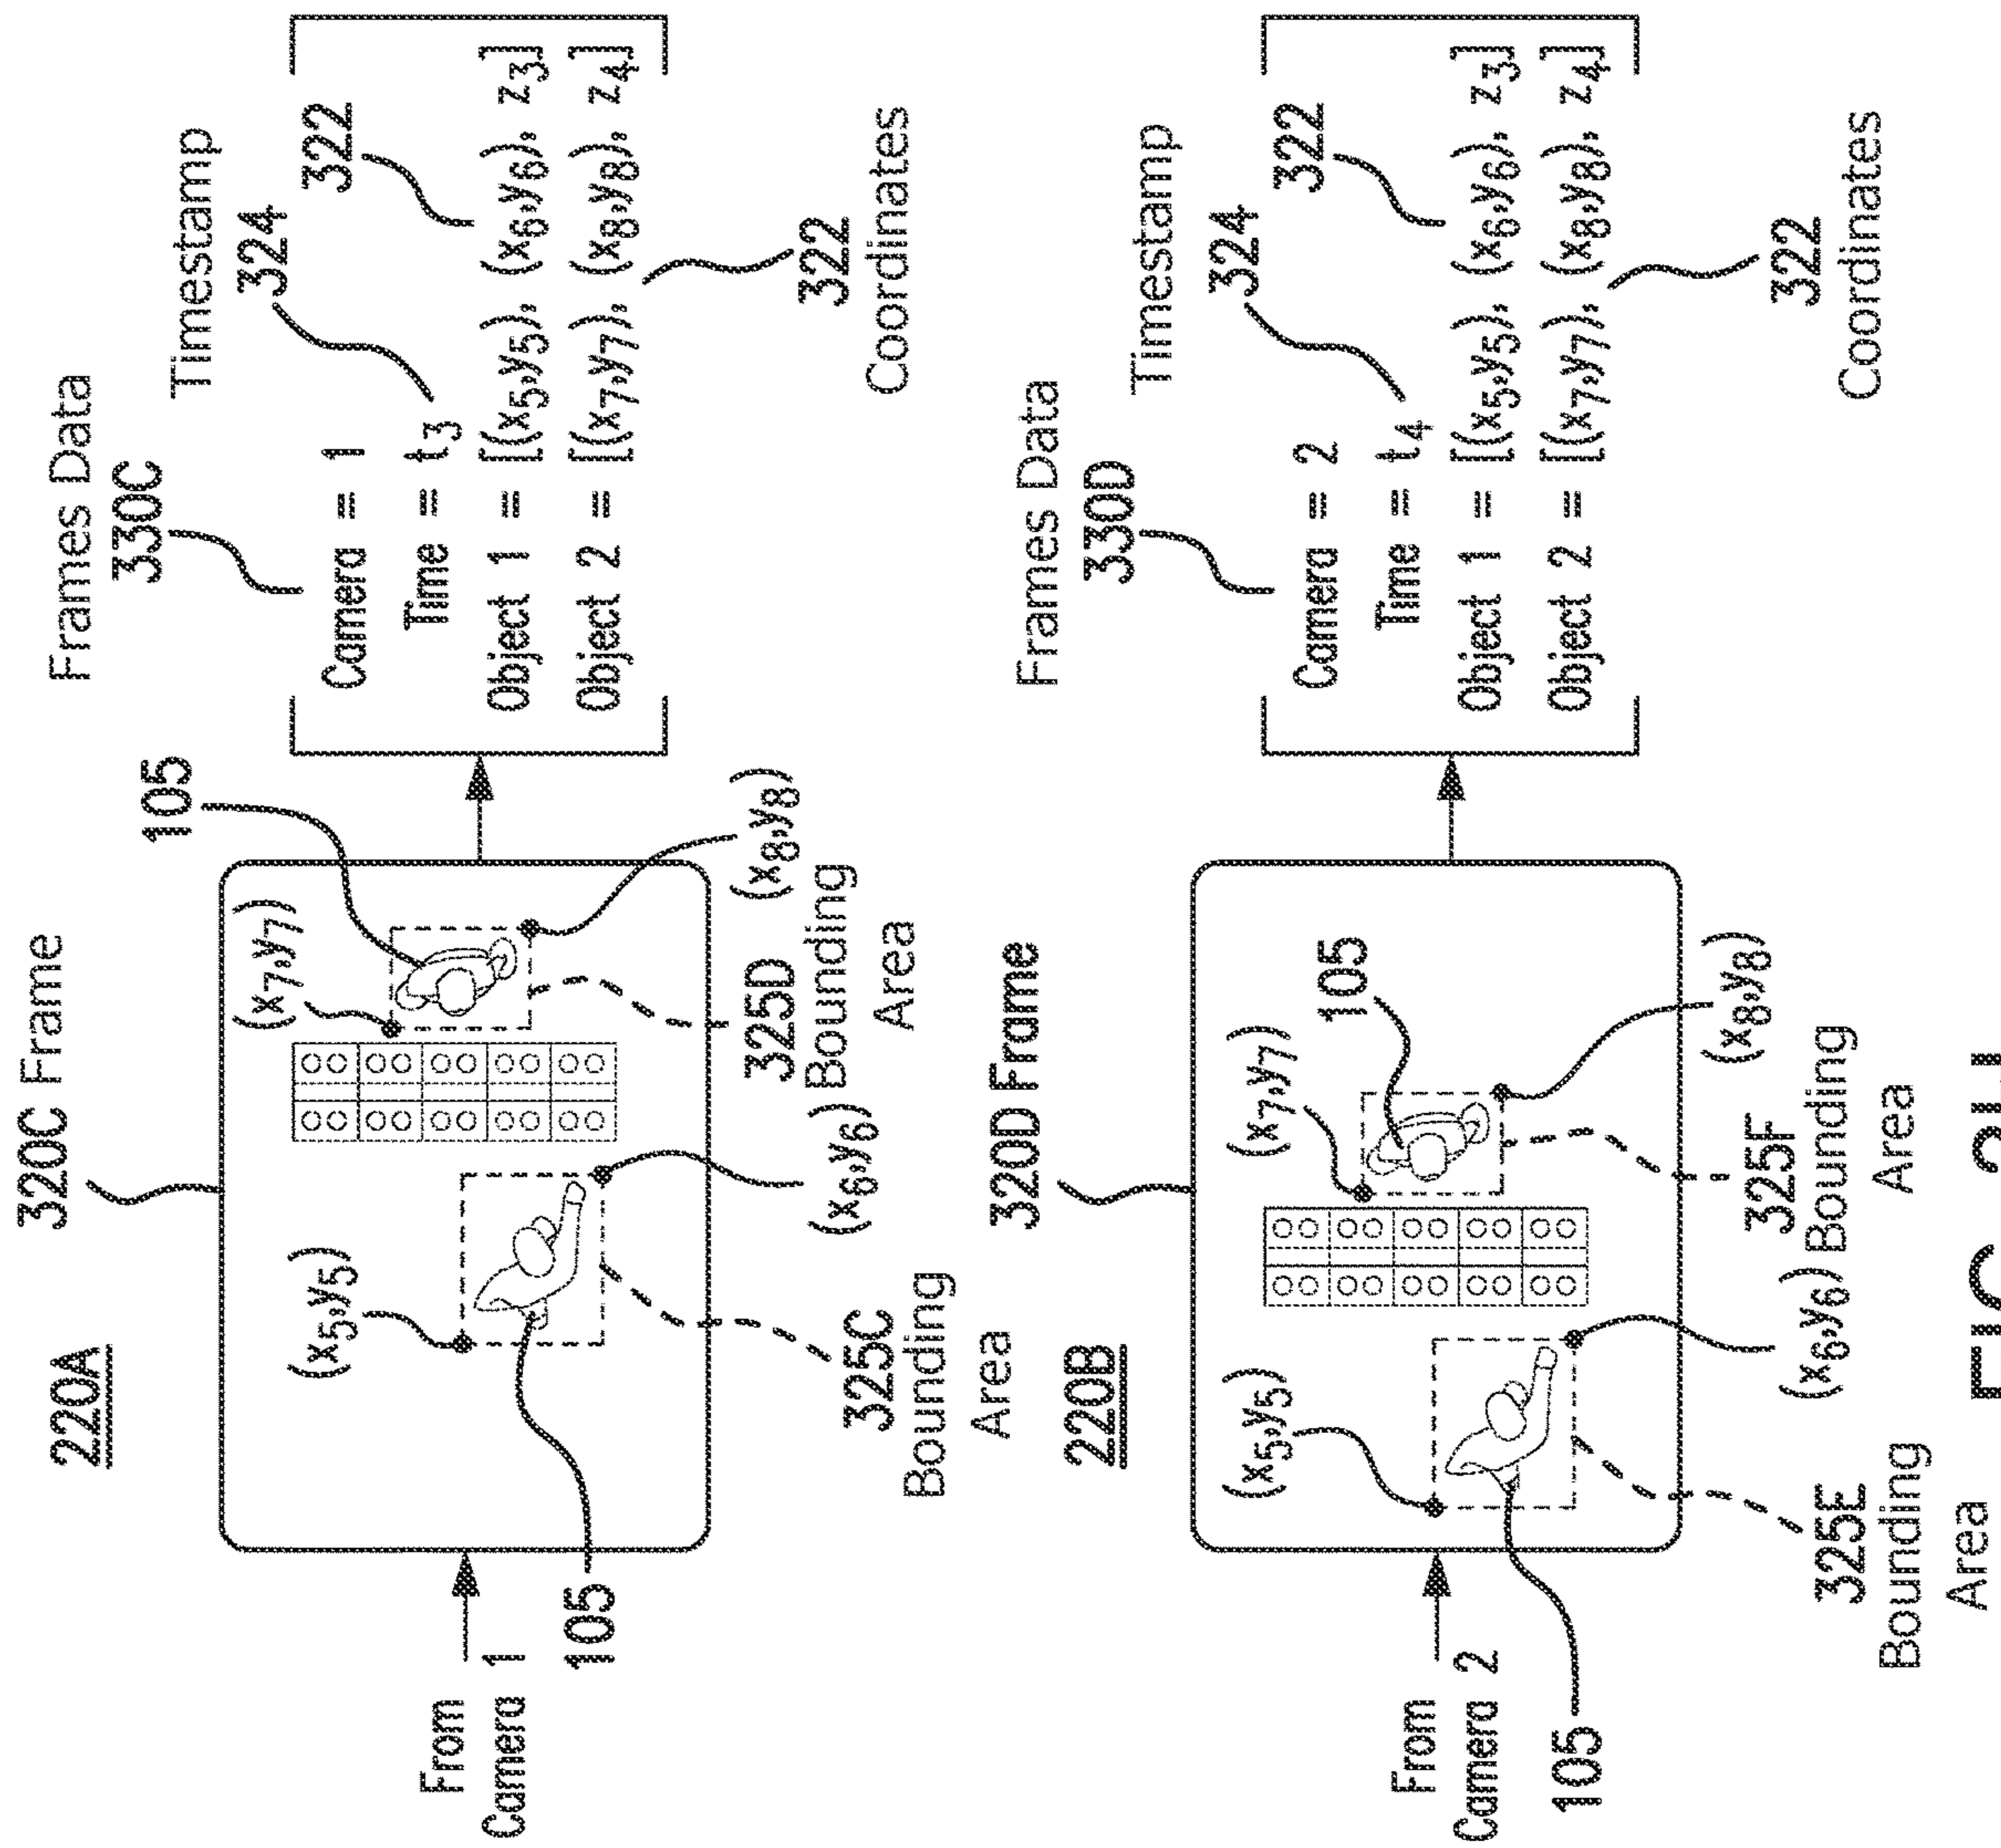 220A
320C Frame
From
Camera 1
105
(x5,y5)
(x7,y7)
105
325C
Bounding
Area
(x6,y6)
325D
Bounding
Area
(x8,y8)
Frames Data
330C
Timestamp
324
322
Camera = 1
Time = t3
Object 1 = [(x5,y5), (x6,y6), z3]
Object 2 = [(x7,y7), (x8,y8), z4]
322
Coordinates
220B
320D Frame
From
Camera 2
105
(x5,y5)
(x7,y7)
105
325E
Bounding
Area
(x6,y6)
325F
Bounding
Area
(x8,y8)
Frames Data
330D
Timestamp
324
322
Camera = 2
Time = t4
Object 1 = [(x5,y5), (x6,y6), z3]
Object 2 = [(x7,y7), (x8,y8), z4]
322
Coordinates